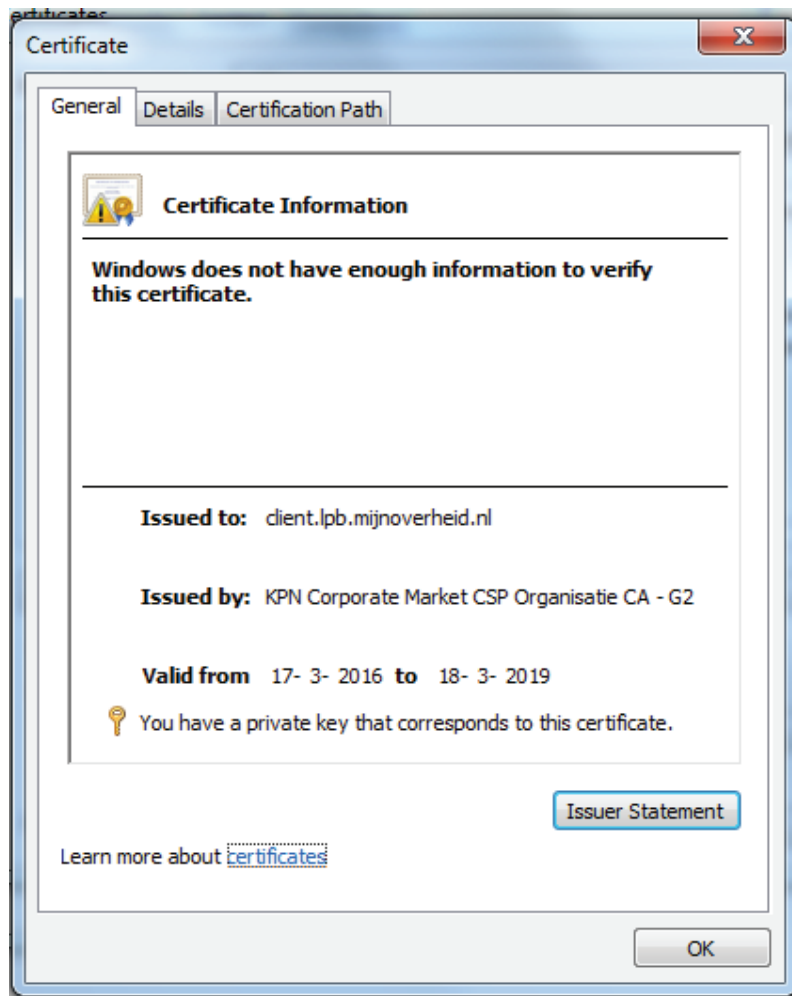 ertificates
Certificate
General Details Certification Path
Certificate Information
Windows does not have enough information to verify
this certificate.
Issued to: client.lpb.mijnoverheid.nl
Issued by: KPN Corporate Market CSP Organisatie CA - G2
Valid from 17- 3- 2016 to 18- 3- 2019
You have a private key that corresponds to this certificate.
Issuer Statement
Learn more about certificates
OK